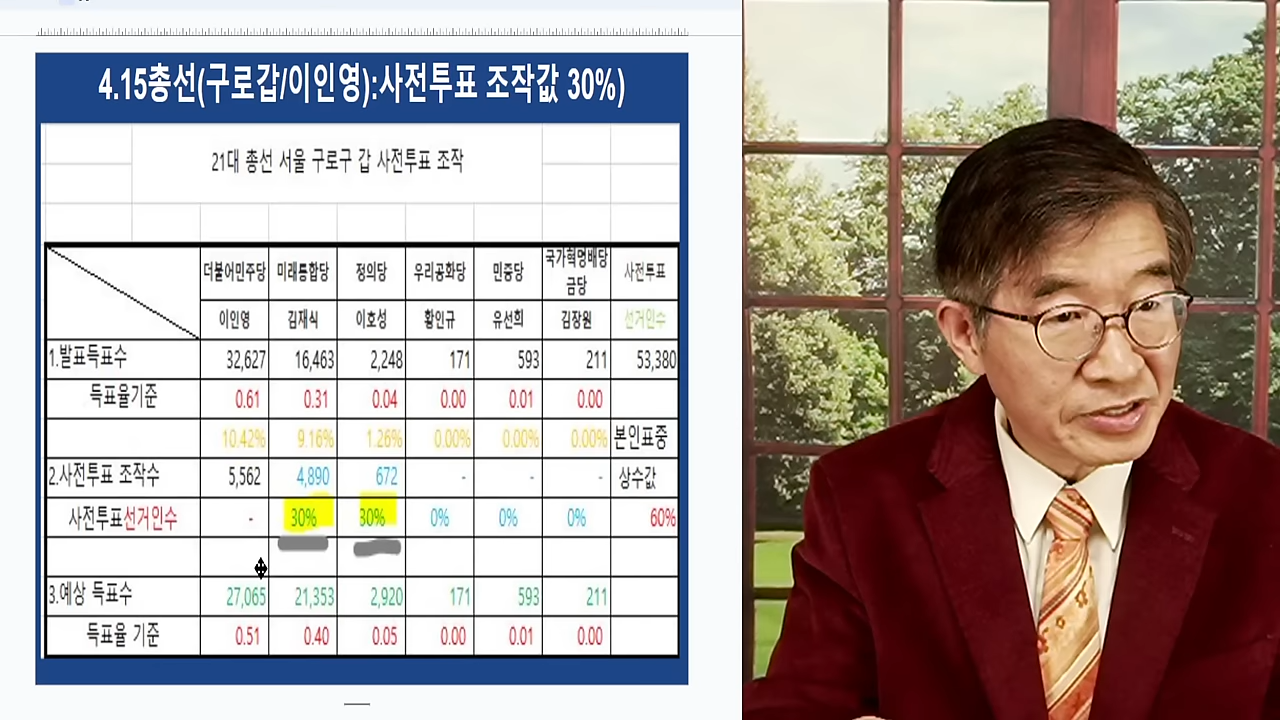 4.15총선(구로갑/이인영):사전투표 조작값 30%)
21대 총선 서울 구로구 갑 사전투표 조작
더불어민주당 미래통합당 정의당 우리공화당 민중당 국가혁명배당금당 사전투표
이인영 김재식 이호성 황인규 유선희 김장원 선거인수
1.발표득표수 32,627 16,463 2,248 171 593 211 53,380
득표율기준 0.61 0.31 0.04 0.00 0.01 0.00
10.42% 9.16% 1.26% 0.00% 0.00% 0.00% 본인표중
2.사전투표 조작수 5,562 4,890 672 - - - 상수값
사전투표선거인수 - 30% 30% 0% 0% 0% 60%
3.예상 득표수 27,065 21,353 2,920 171 593 211
득표율 기준 0.51 0.40 0.05 0.00 0.01 0.00